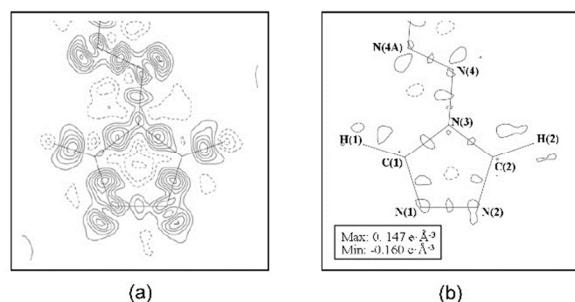 N(4A)
N(4)
N(3)
H(1)
H(2)
C(1)
C(2)
N(1)
N(2)
Max: 0. 147 e·Å⁻³
Min: -0.160 e·Å⁻³
(a)
(b)